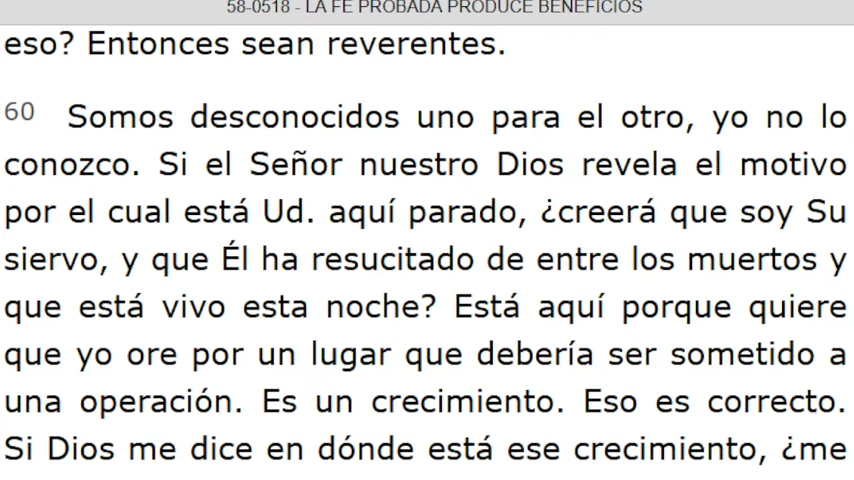 58-0518 - LA FE PROBADA PRODUCE BENEFICIOS
eso? Entonces sean reverentes.
60 Somos desconocidos uno para el otro, yo no lo
conozco. Si el Señor nuestro Dios revela el motivo
por el cual está Ud. aquí parado, ¿creerá que soy Su
siervo, y que Él ha resucitado de entre los muertos y
que está vivo esta noche? Está aquí porque quiere
que yo ore por un lugar que debería ser sometido a
una operación. Es un crecimiento. Eso es correcto.
Si Dios me dice en dónde está ese crecimiento, ¿me